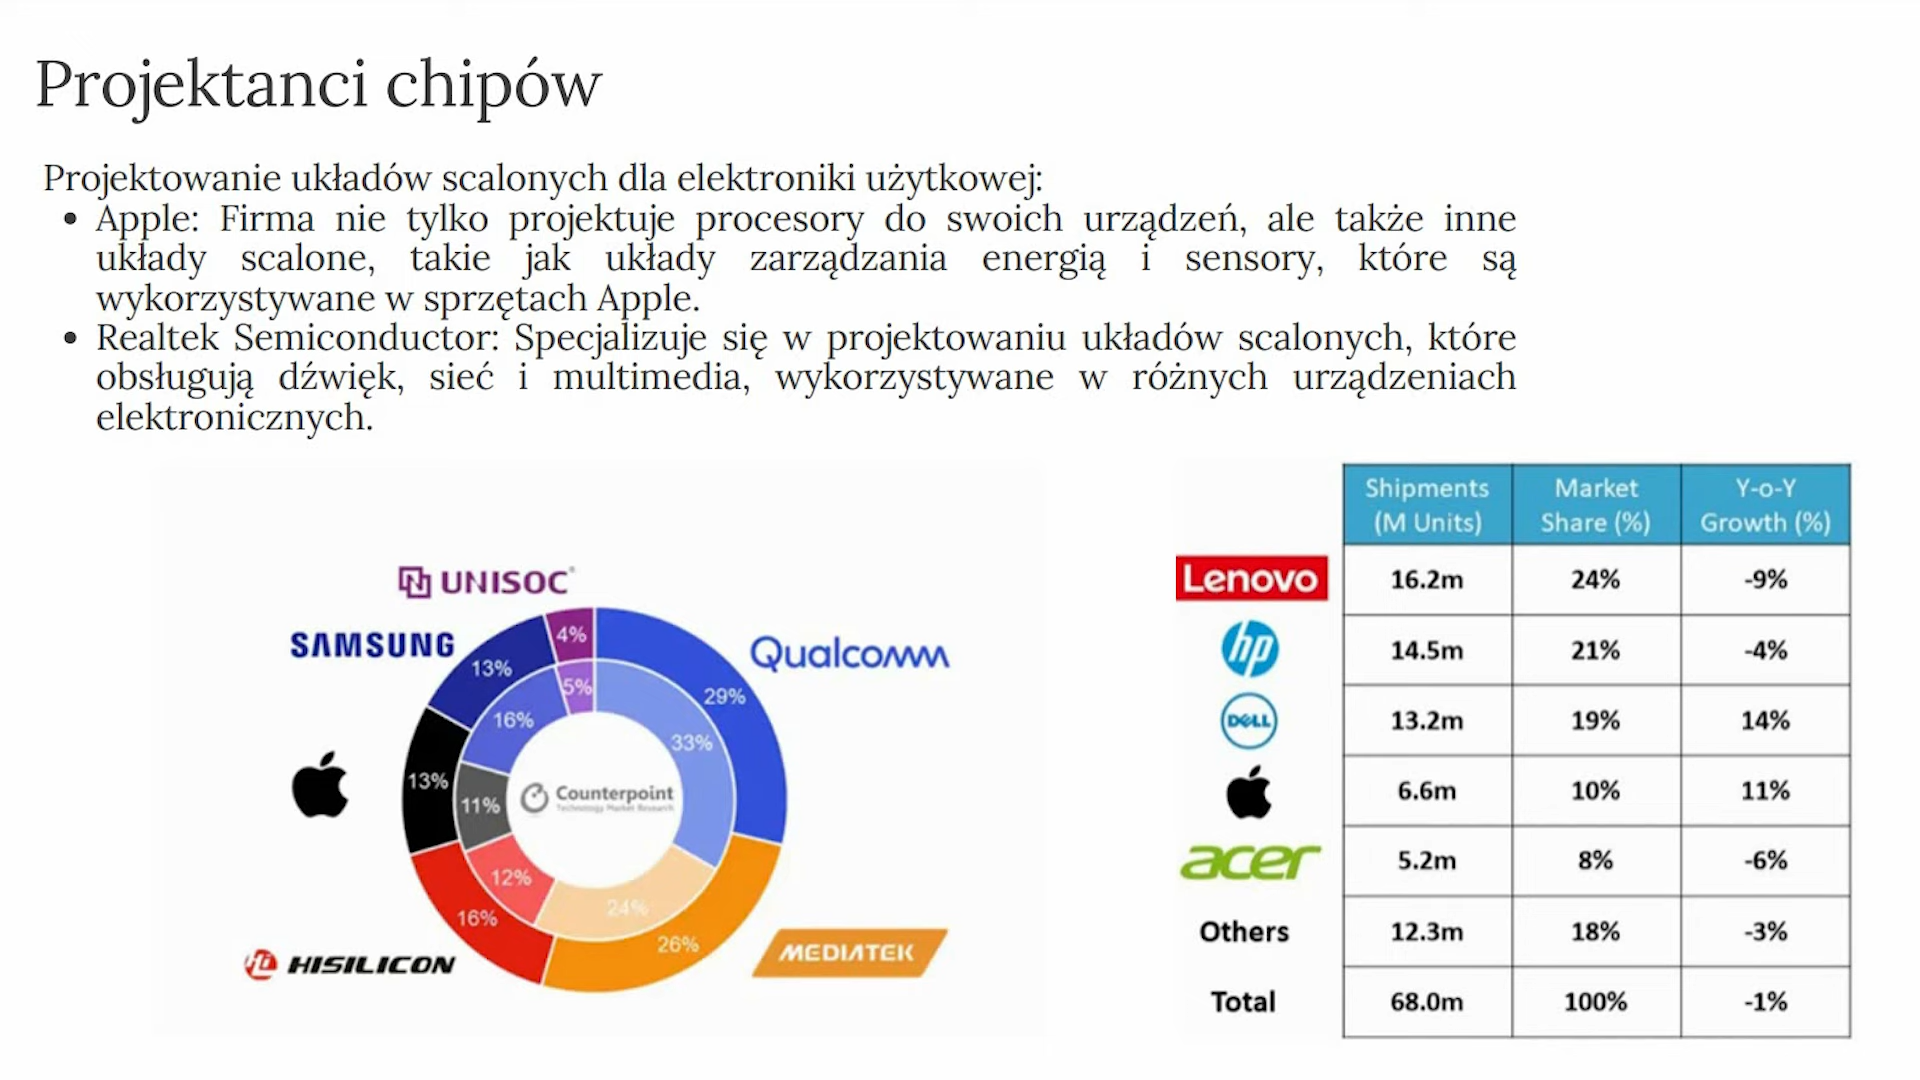 Projektanci chipów
Projektowanie układów scalonych dla elektroniki użytkowej:
• Apple: Firma nie tylko projektuje procesory do swoich urządzeń, ale także inne
układy scalone, takie jak układy zarządzania energią i sensory, które są
wykorzystywane w sprzętach Apple.
• Realtek Semiconductor: Specjalizuje się w projektowaniu układów scalonych, które
obsługują dźwięk, sieć i multimedia, wykorzystywane w różnych urządzeniach
elektronicznych.
UNISOC
SAMSUNG
Qualcomm
HISILICON
MEDIATEK
4%
5%
13%
16%
29%
33%
13%
11%
12%
16%
24%
26%
Counterpoint
Technology Market Research
Shipments (M Units) Market Share (%) Y-o-Y Growth (%)
Lenovo 16.2m 24% -9%
hp 14.5m 21% -4%
DELL 13.2m 19% 14%
6.6m 10% 11%
acer 5.2m 8% -6%
Others 12.3m 18% -3%
Total 68.0m 100% -1%